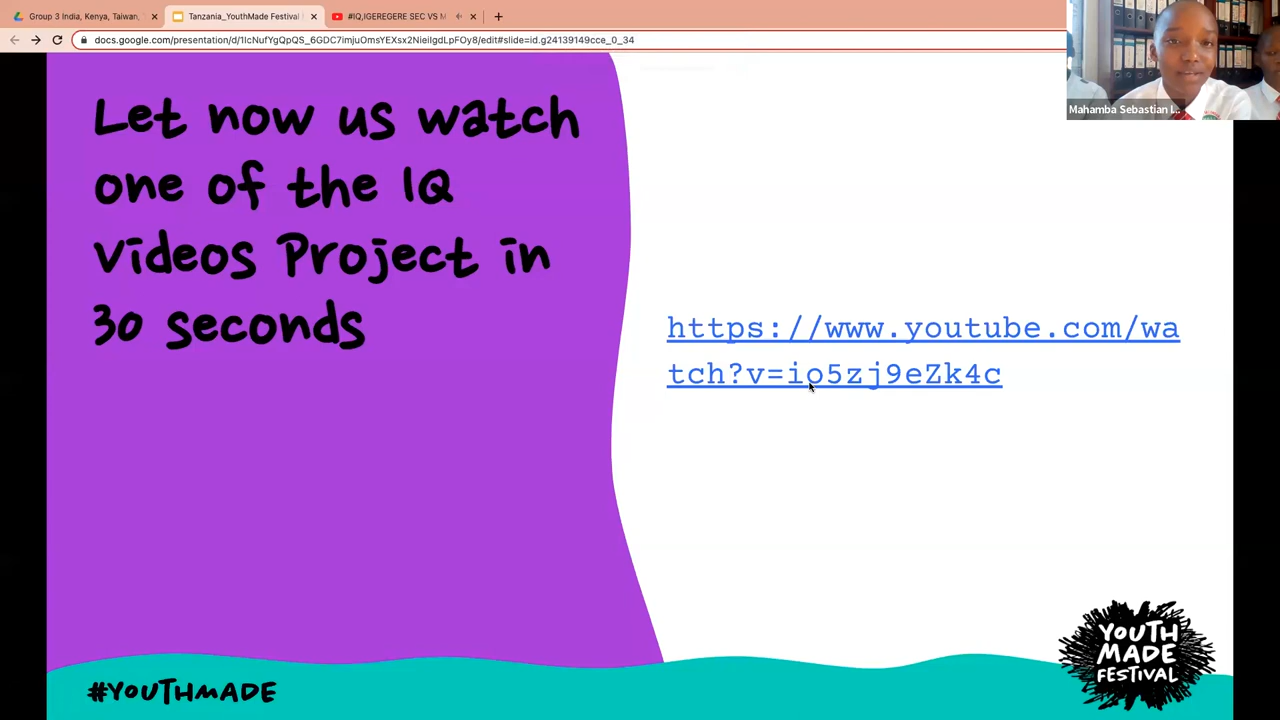 Group 3 India, Kenya, Taiwan,
Tanzania_YouthMade Festival
#IQ,IGEREGERE SEC VS M
docs.google.com/presentation/d/1IcNufYgQpQS_6GDC7imjuOmsYEXsx2NieiIgdLpFOy8/edit#slide=id.g24139149cce_0_34
Mahamba Sebastian I...
Let now us watch
one of the IQ
Videos Project in
30 seconds
https://www.youtube.com/wa
tch?v=io5zj9eZk4c
#YOUTHMADE
YOUTH
MADE
FESTIVAL